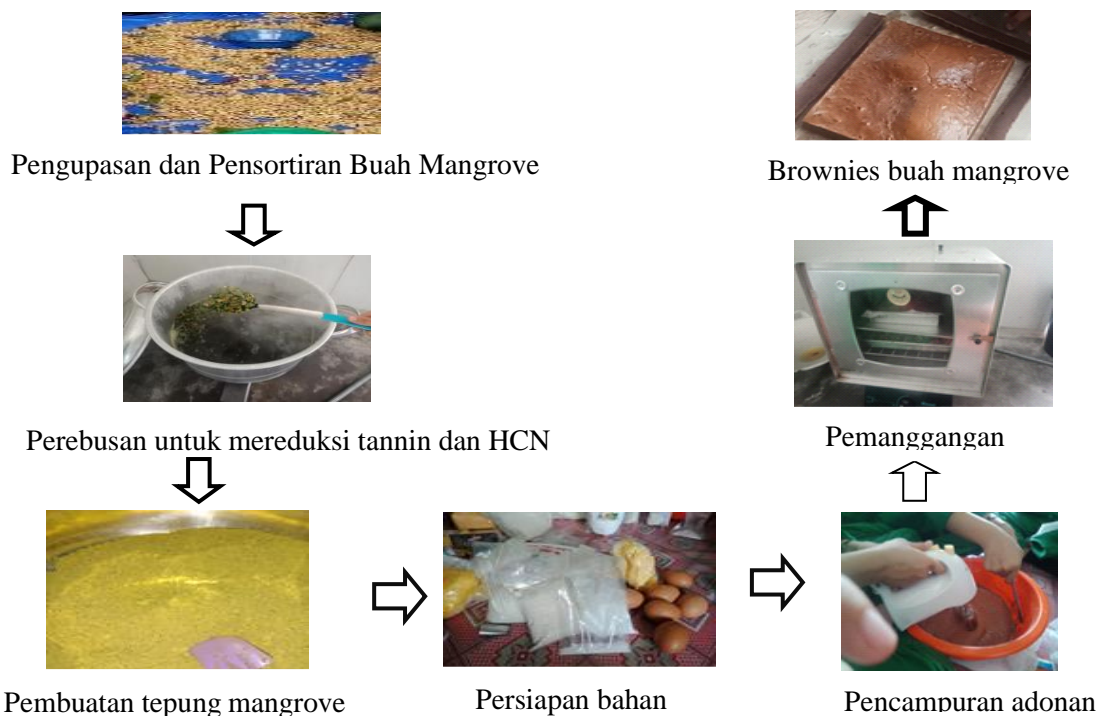 Pengupasan dan Pensortiran Buah Mangrove
Perebusan untuk mereduksi tannin dan HCN
Pembuatan tepung mangrove
Persiapan bahan
Pencampuran adonan
Pemanggangan
Brownies buah mangrove